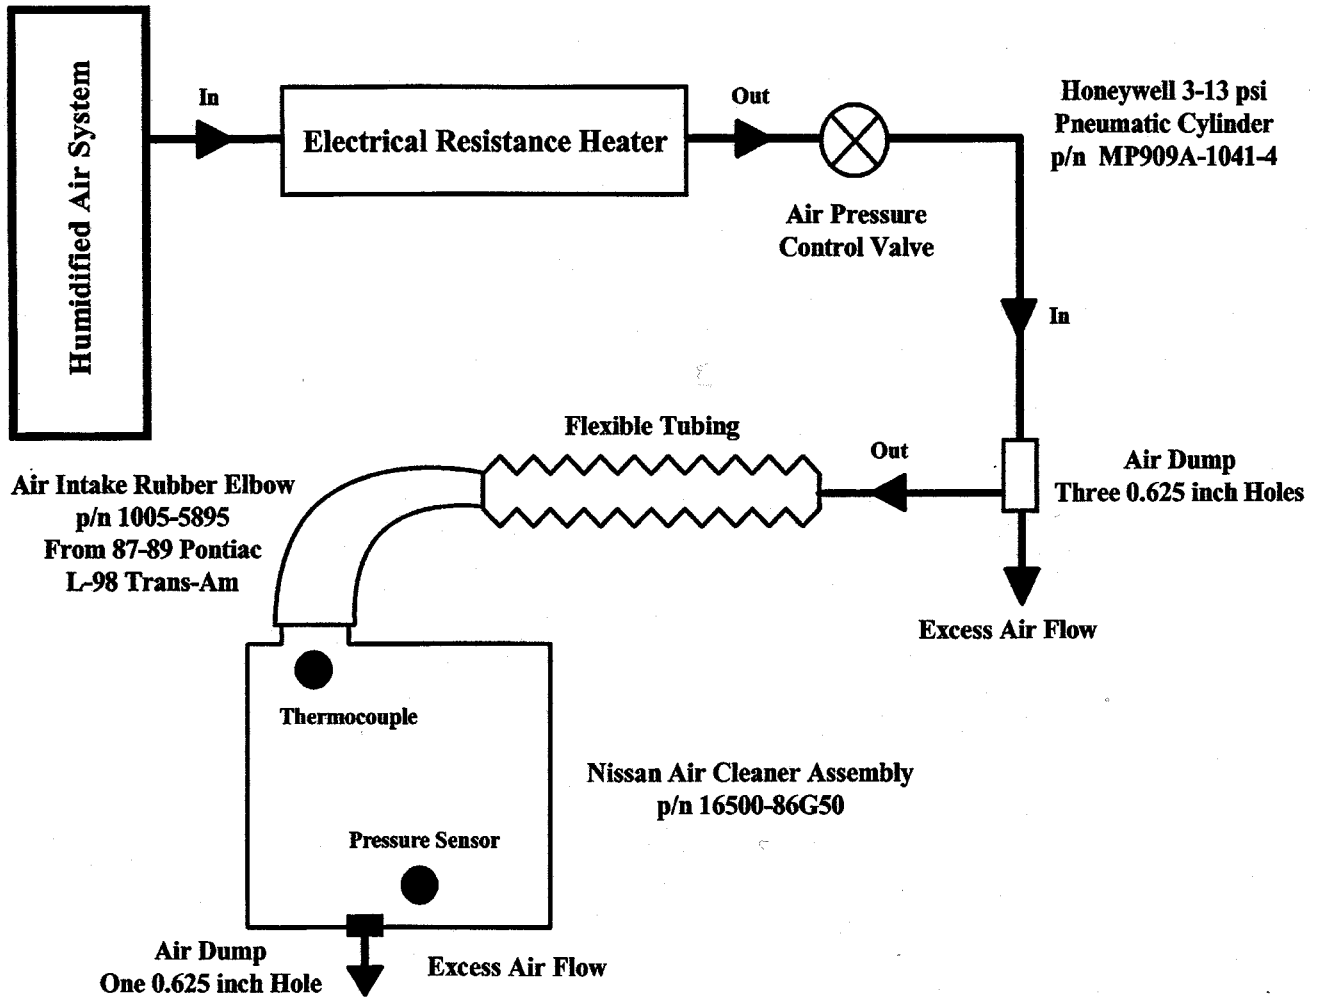 Humidified Air System
In
Electrical Resistance Heater
Out
Air Pressure
Control Valve
Honeywell 3-13 psi
Pneumatic Cylinder
p/n MP909A-1041-4
In
Flexible Tubing
Out
Air Dump
Three 0.625 inch Holes
Excess Air Flow
Air Intake Rubber Elbow
p/n 1005-5895
From 87-89 Pontiac
L-98 Trans-Am
Thermocouple
Nissan Air Cleaner Assembly
p/n 16500-86G50
Pressure Sensor
Air Dump
One 0.625 inch Hole
Excess Air Flow